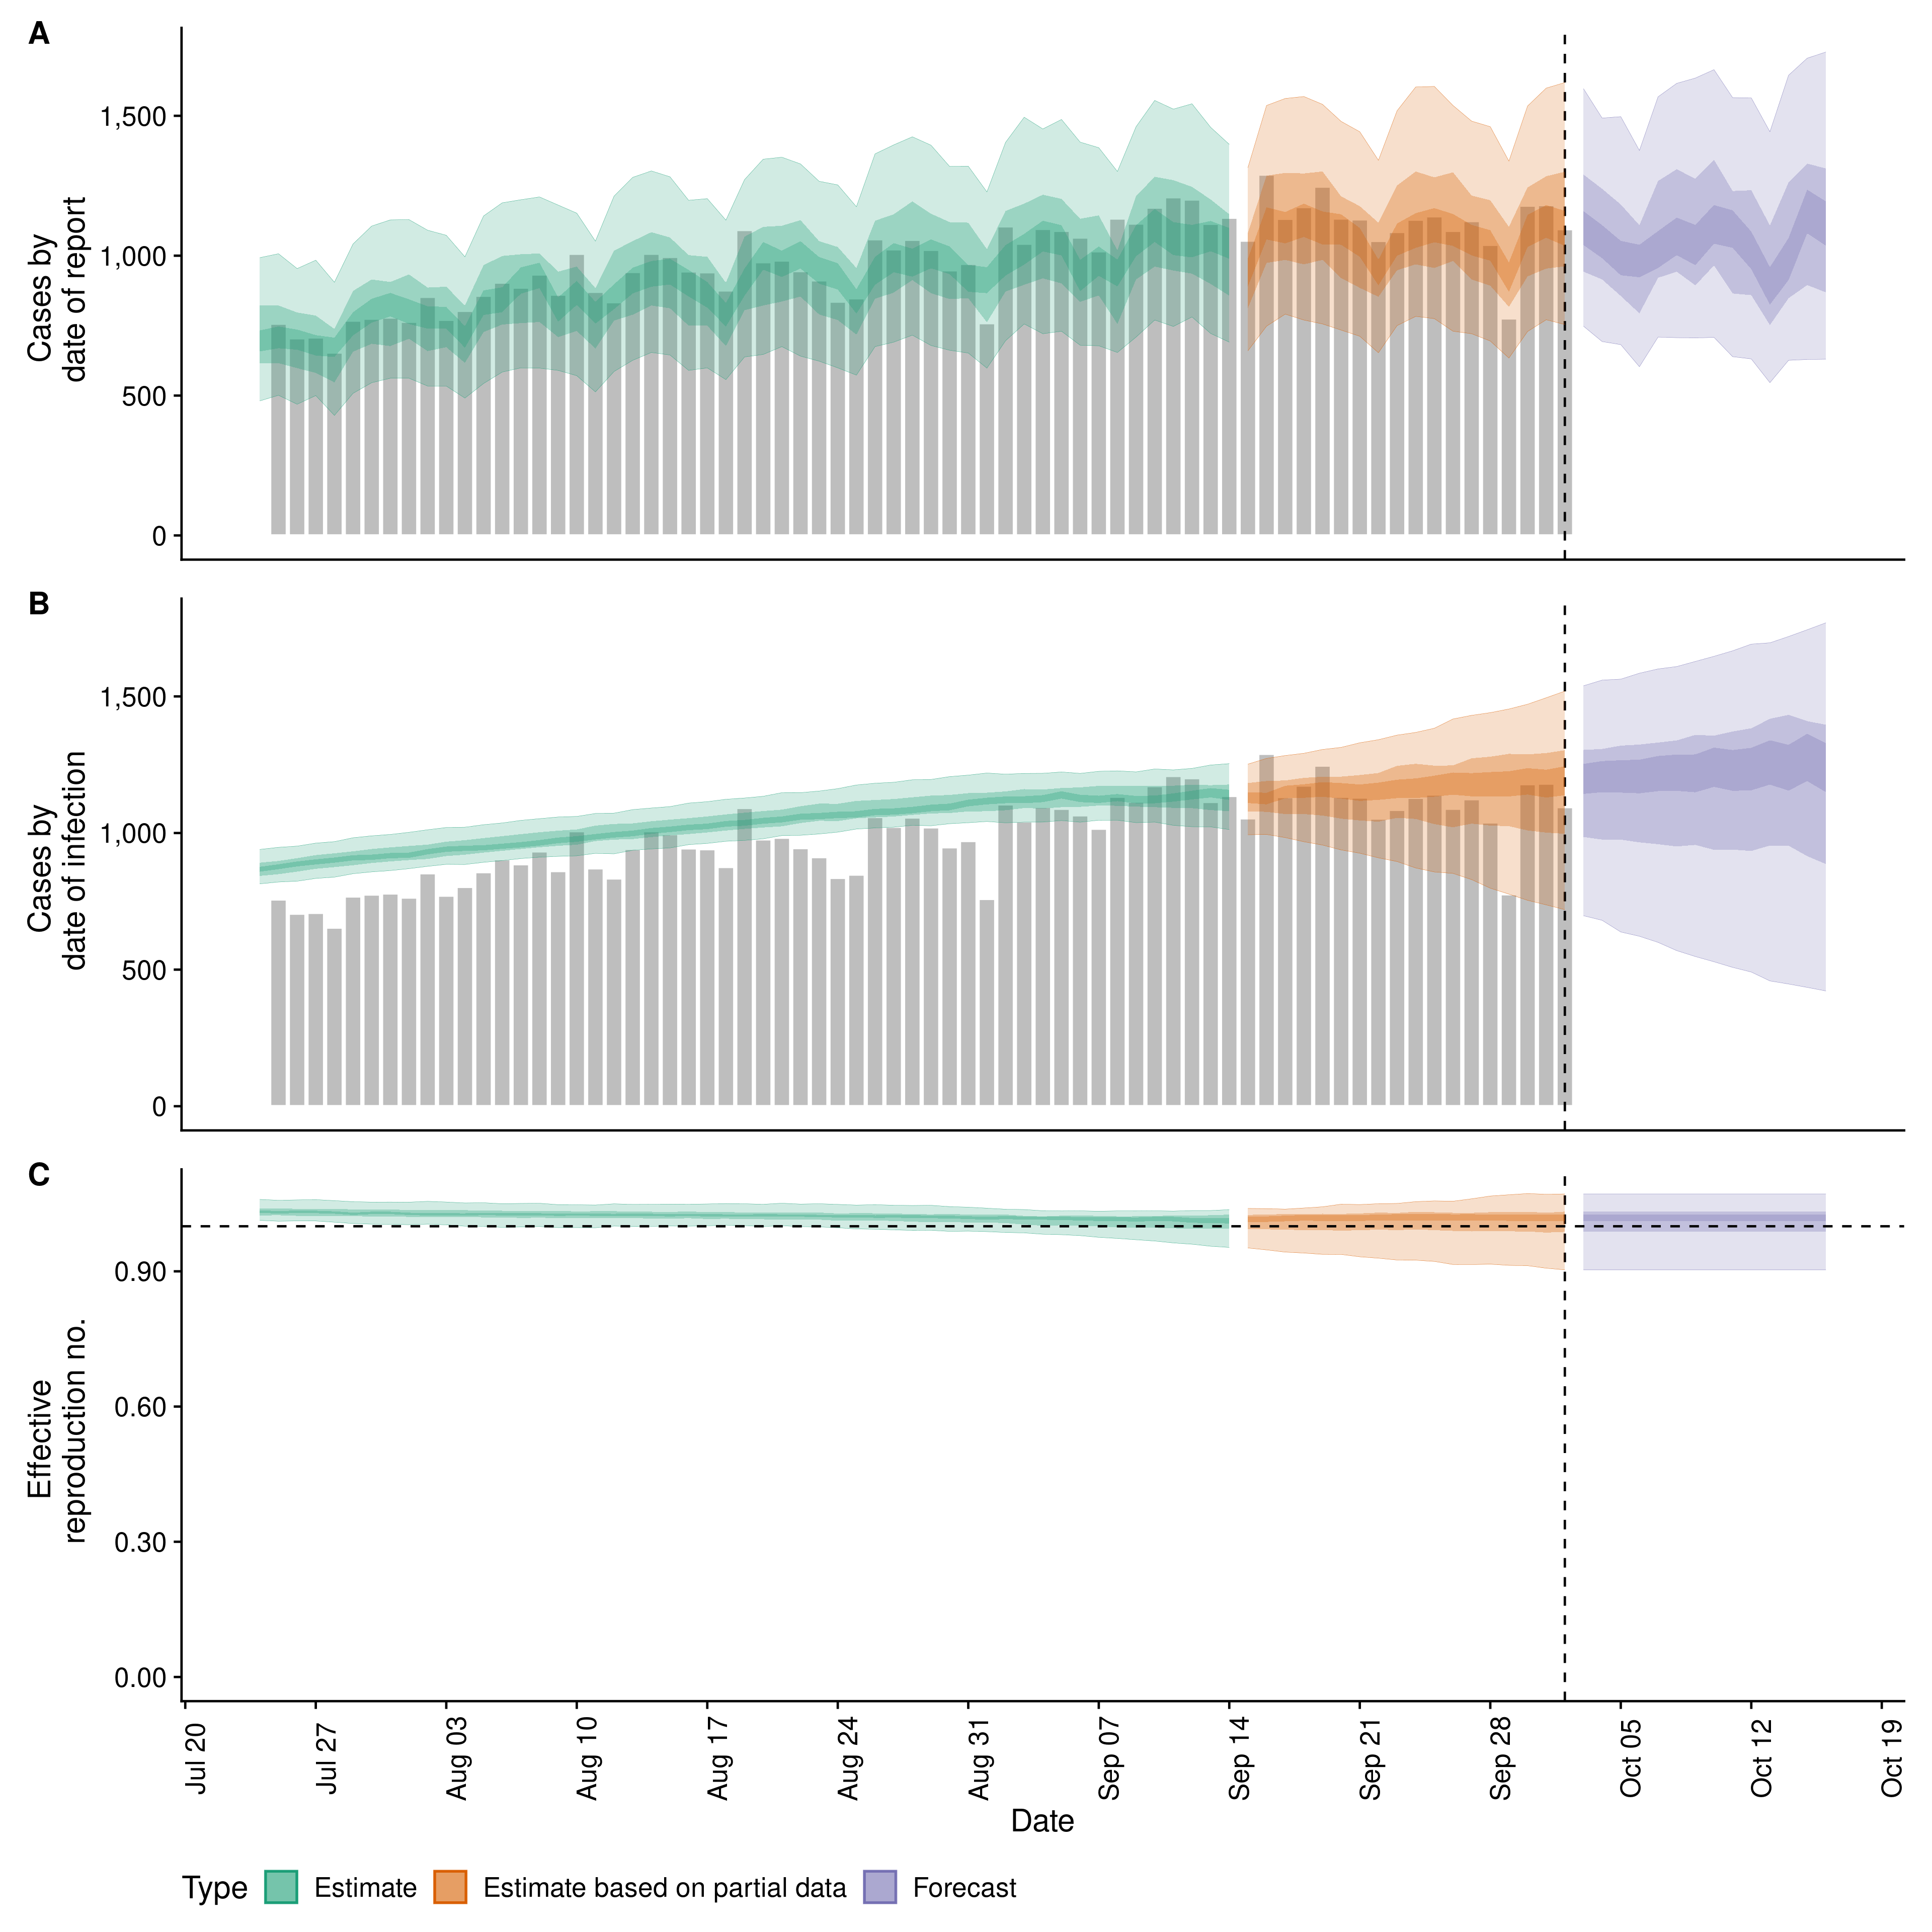 A
Cases by
date of report
1,500
1,000
500
0
B
Cases by
date of infection
1,500
1,000
500
0
C
Effective
reproduction no.
0.90
0.60
0.30
0.00
Jul 20
Jul 27
Aug 03
Aug 10
Aug 17
Aug 24
Aug 31
Sep 07
Sep 14
Sep 21
Sep 28
Oct 05
Oct 12
Oct 19
Date
Type Estimate Estimate based on partial data Forecast